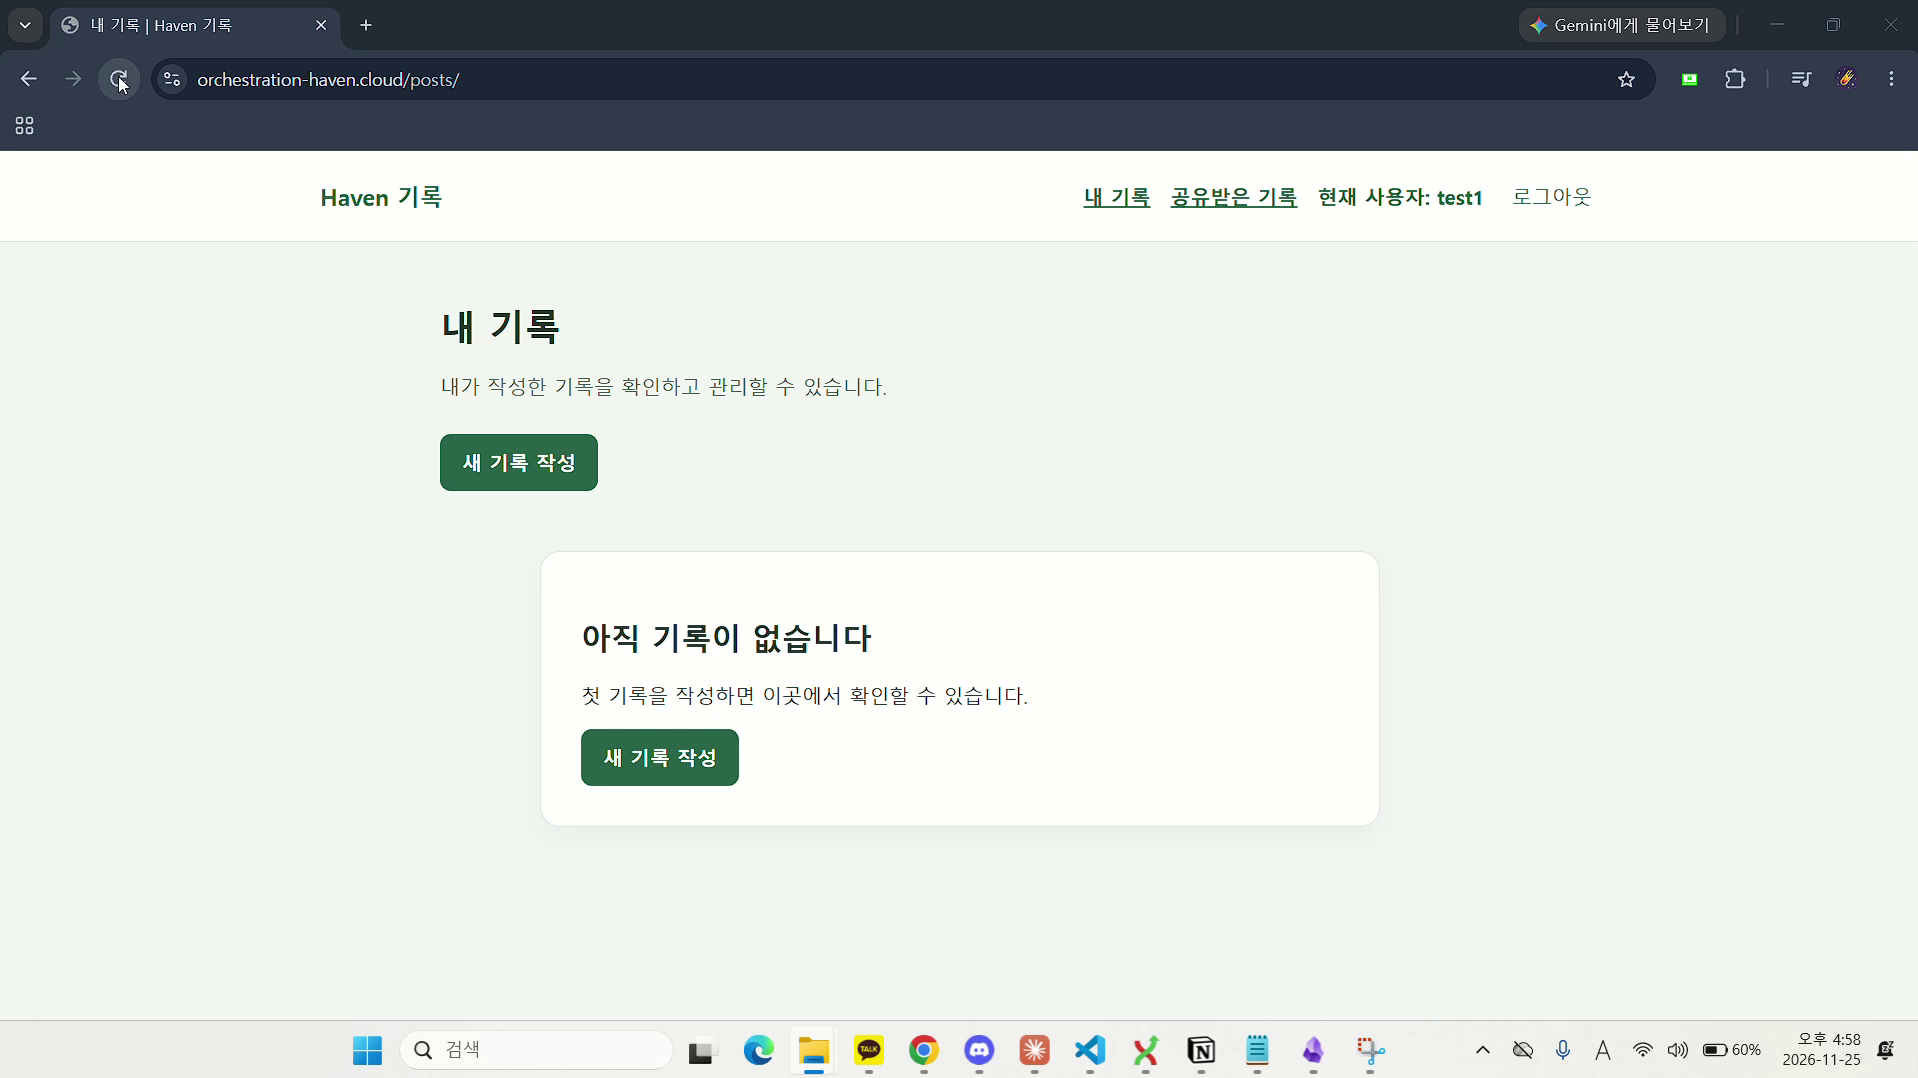 내 기록 | Haven 기록
Gemini에게 물어보기
orchestration-haven.cloud/posts/
Haven 기록
내 기록
공유받은 기록
현재 사용자: test1
로그아웃
내 기록
내가 작성한 기록을 확인하고 관리할 수 있습니다.
새 기록 작성
아직 기록이 없습니다
첫 기록을 작성하면 이곳에서 확인할 수 있습니다.
새 기록 작성
검색
TALK
A
60%
오후 4:58
2026-11-25